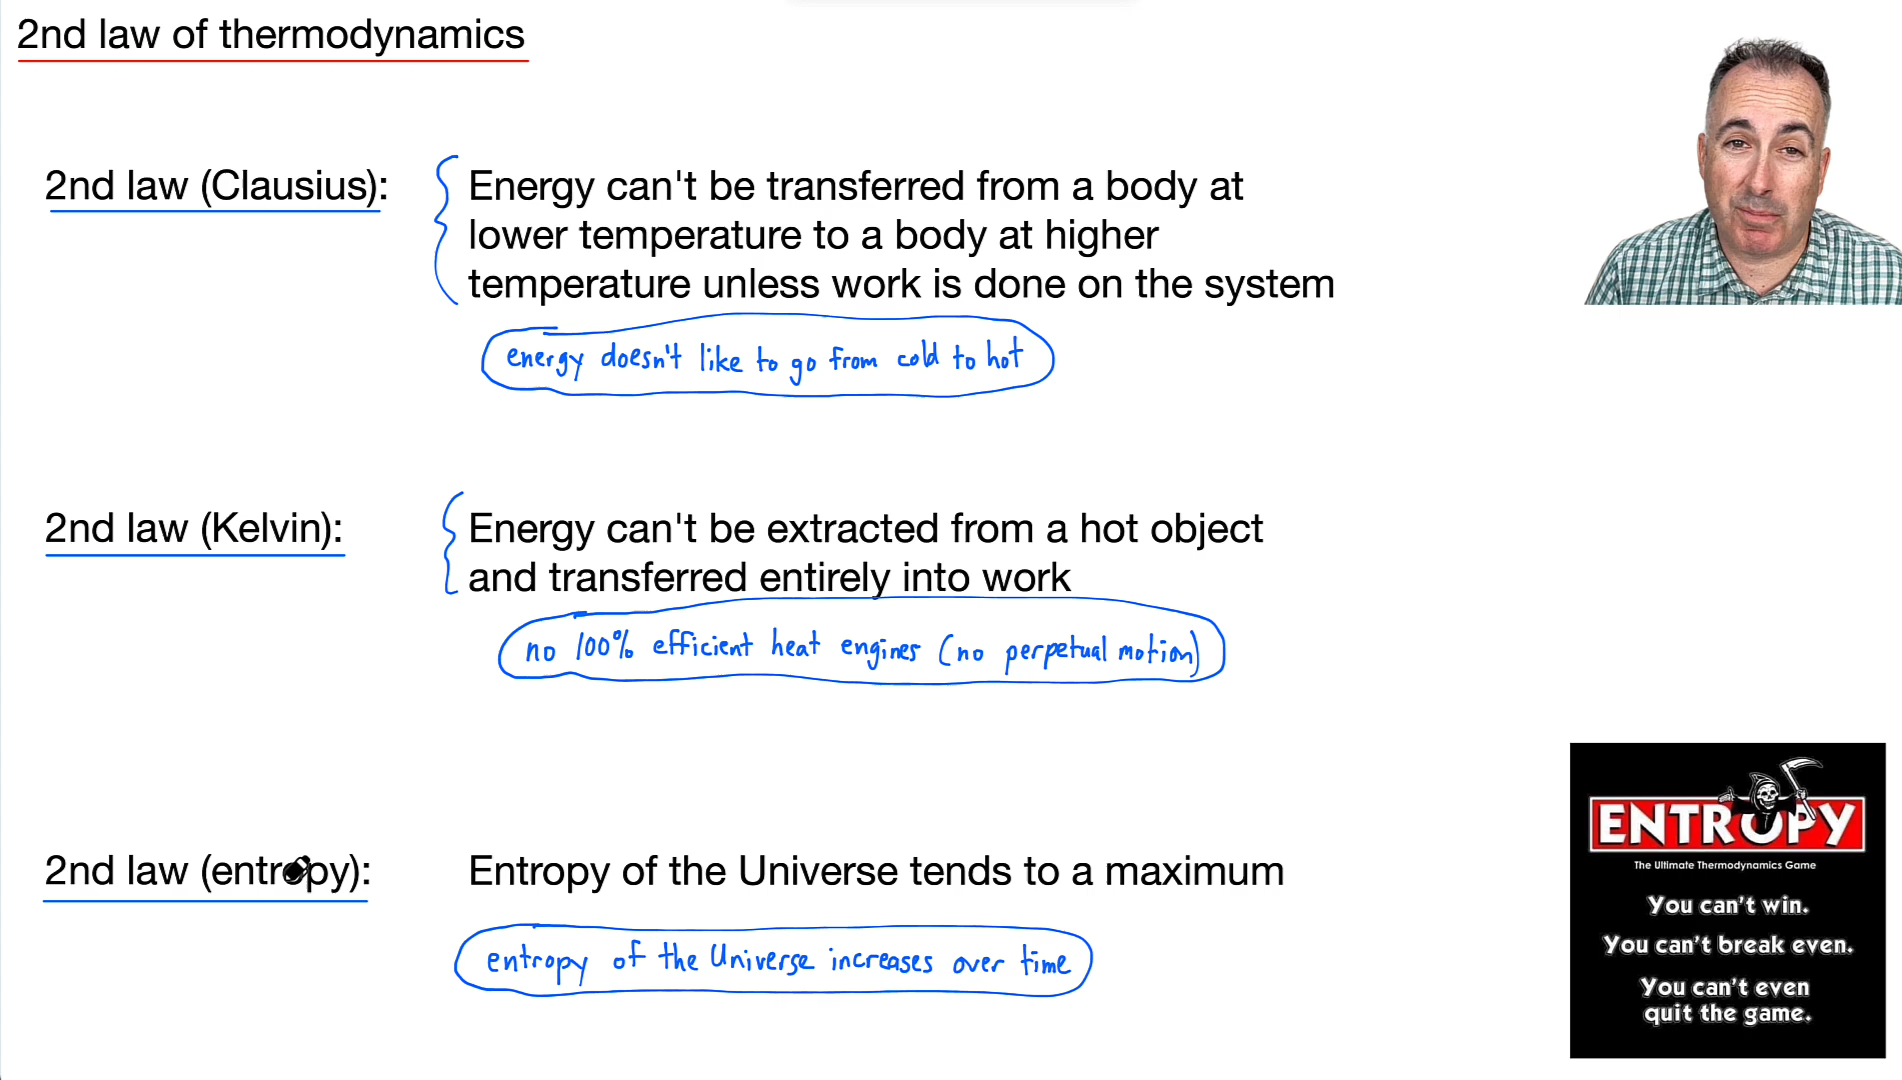 2nd law of thermodynamics
2nd law (Clausius):
Energy can't be transferred from a body at
lower temperature to a body at higher
temperature unless work is done on the system
energy doesn't like to go from cold to hot
2nd law (Kelvin):
Energy can't be extracted from a hot object
and transferred entirely into work
no 100% efficient heat engines (no perpetual motion)
2nd law (entropy):
Entropy of the Universe tends to a maximum
entropy of the Universe increases over time
ENTROPY
The Ultimate Thermodynamics Game
You can't win.
You can't break even.
You can't even
quit the game.